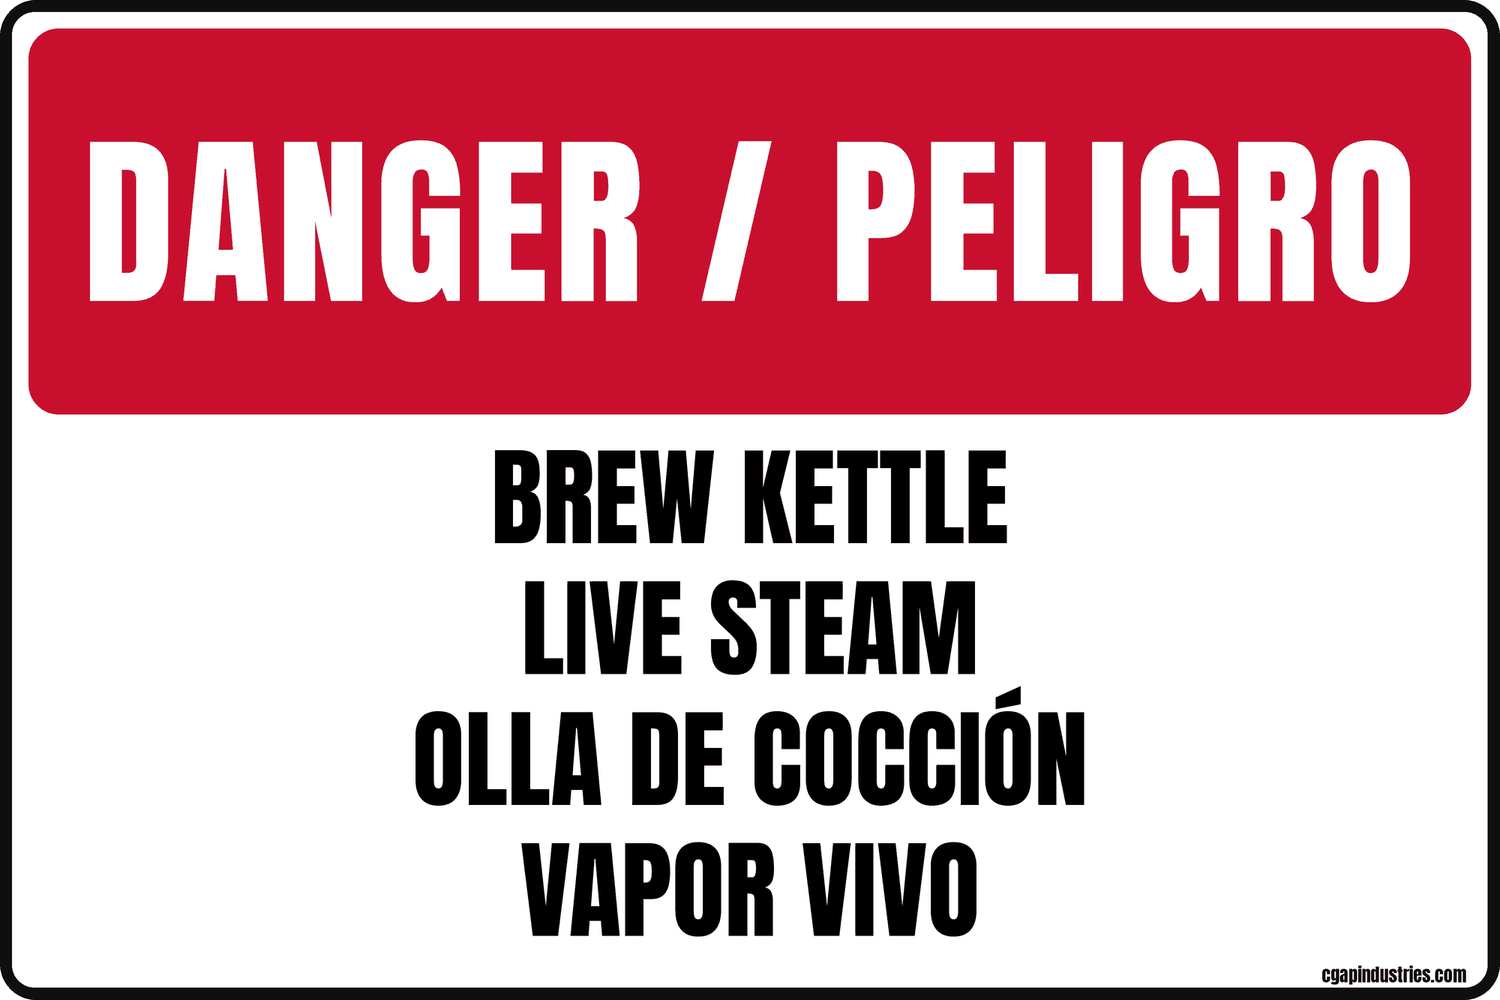 DANGER / PELIGRO
BREW KETTLE
LIVE STEAM
OLLA DE COCCIÓN
VAPOR VIVO
cgapindustries.com